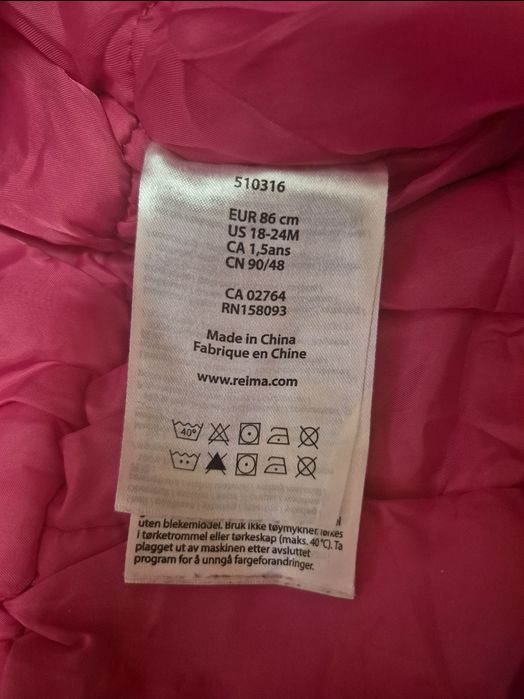 510316
EUR 86 cm
US 18-24M
CA 1,5ans
CN 90/48
CA 02764
RN158093
Made in China
Fabrique en Chine
www.reima.com
40°
uten blekemiddel. Bruk ikke tøymykner. Tørkes
i tørketrommel eller tørkeskap (maks. 40°C). Ta
plagget ut av maskinen etter avsluttet
program for å unngå fargeforandringer.